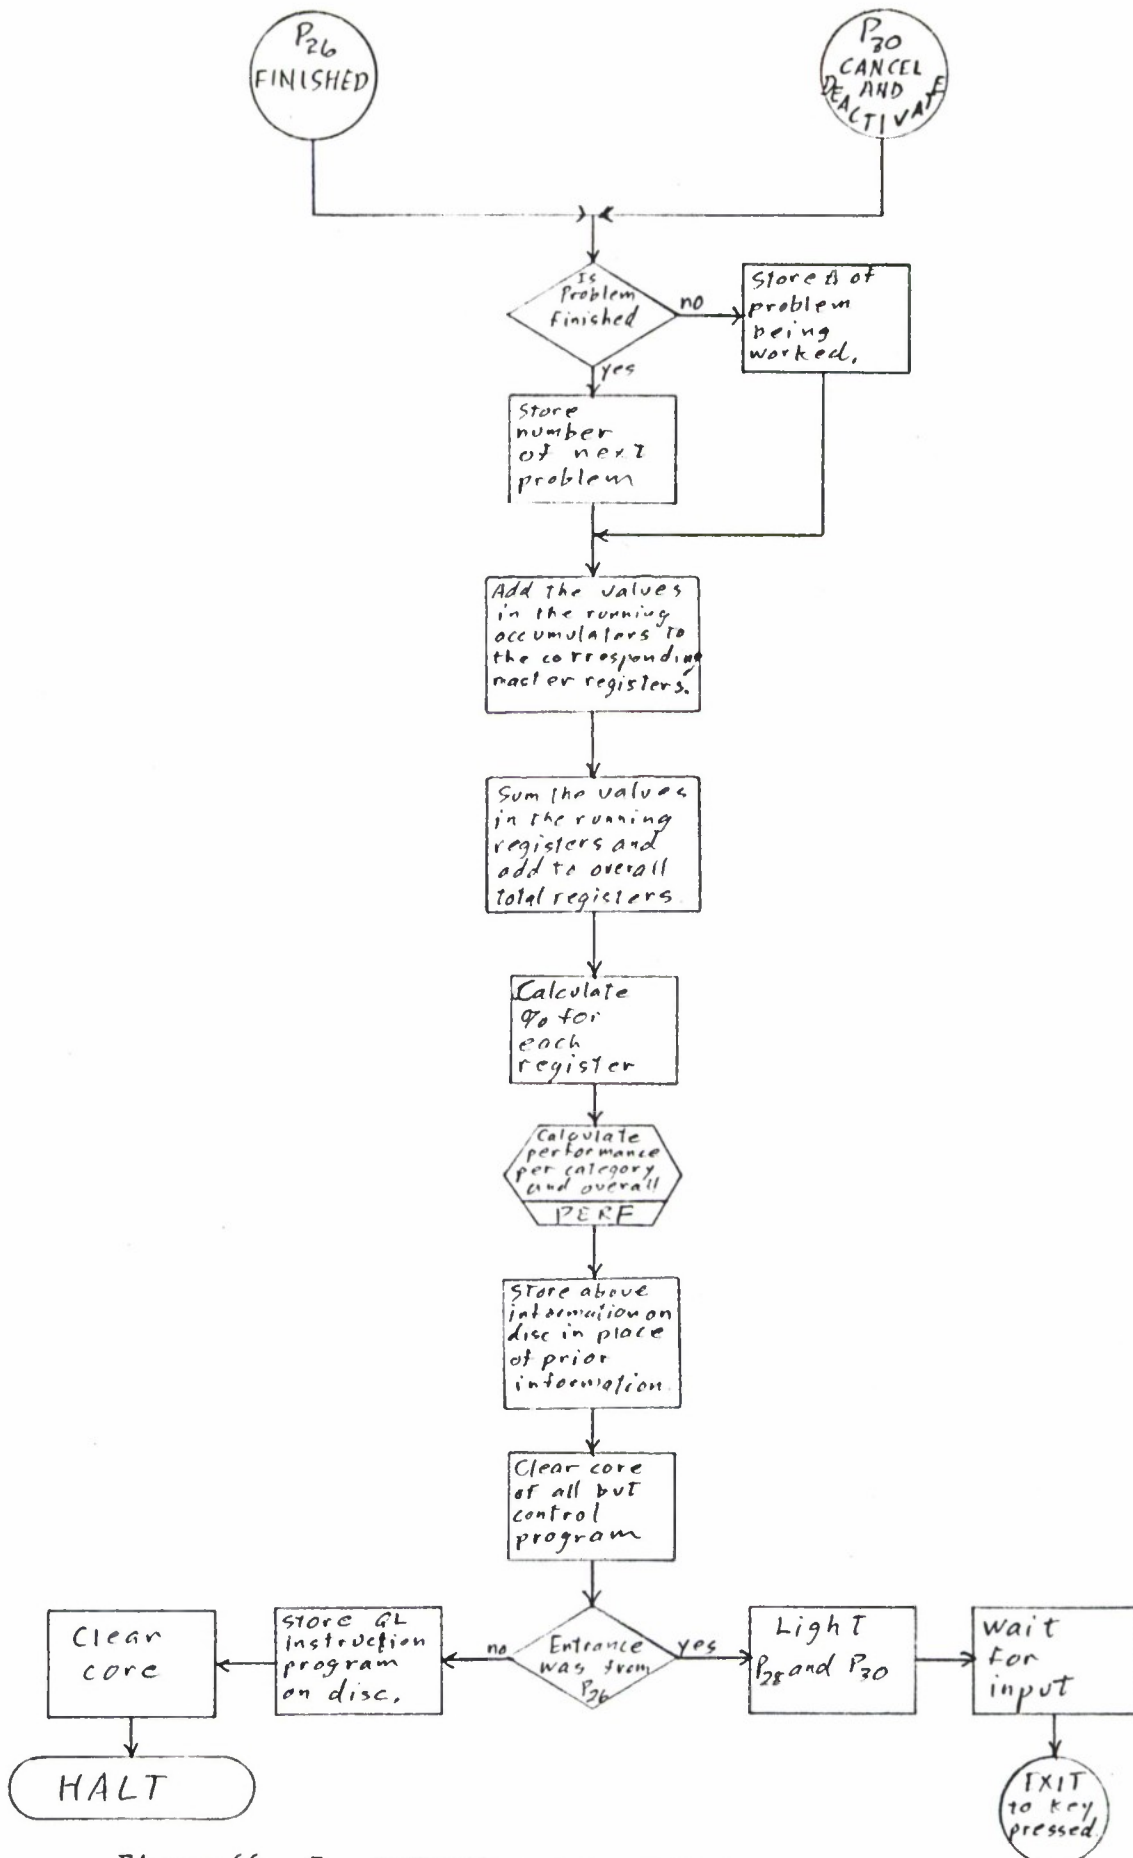 P26
FINISHED
P30
CANCEL
AND
DEACTIVATE
Is
Problem
Finished
no
yes
Store # of
problem
being
worked.
Store
number
of next
problem
Add the values
in the running
accumulators to
the corresponding
master registers.
Sum the values
in the running
registers and
add to overall
total registers
Calculate
% for
each
register
Calculate
performance
per category
and overall
PERF
Store above
information on
disc in place
of prior
information
Clear core
of all but
control
program
Entrance
was from
P26
no
yes
Store GL
instruction
program
on disc.
Clear
core
HALT
Light
P28 and P30
wait
for
input
EXIT
to key
pressed